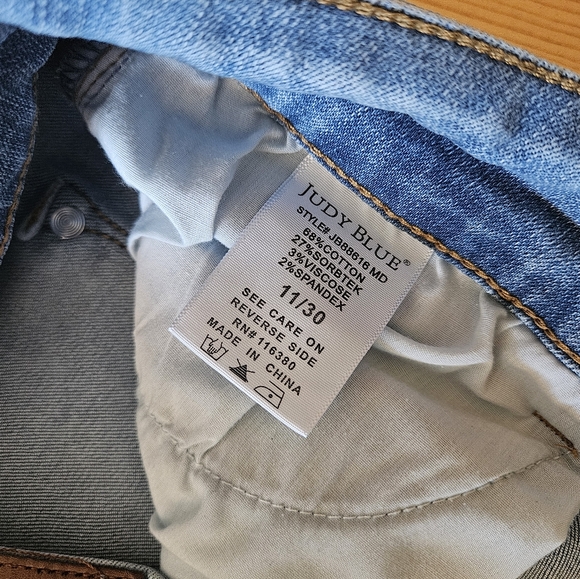 JUDY BLUE®
STYLE# JB88616 MD
68%COTTON
27%SORBTEK
3%VISCOSE
2%SPANDEX
11/30
SEE CARE ON
REVERSE SIDE
RN# 116380
MADE IN CHINA